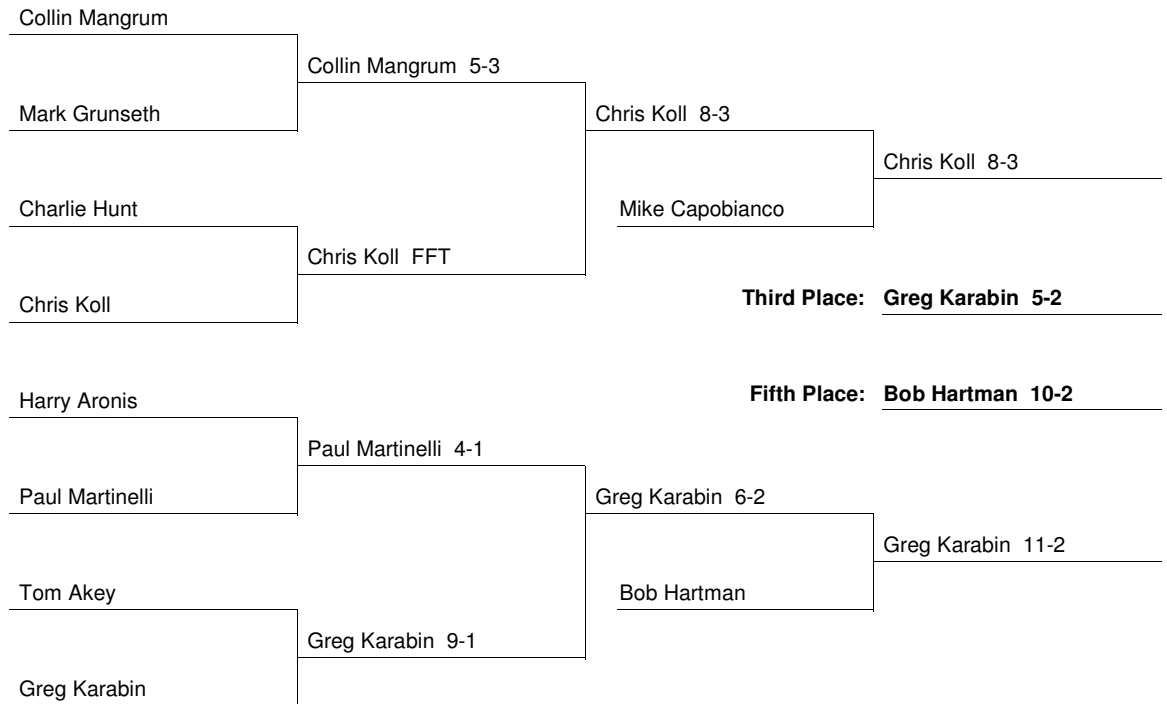 Collin Mangrum
Collin Mangrum 5-3
Mark Grunseth
Chris Koll 8-3
Chris Koll 8-3
Charlie Hunt
Mike Capobianco
Chris Koll FFT
Chris Koll
Third Place: Greg Karabin 5-2
Harry Aronis
Fifth Place: Bob Hartman 10-2
Paul Martinelli 4-1
Paul Martinelli
Greg Karabin 6-2
Greg Karabin 11-2
Tom Akey
Bob Hartman
Greg Karabin 9-1
Greg Karabin